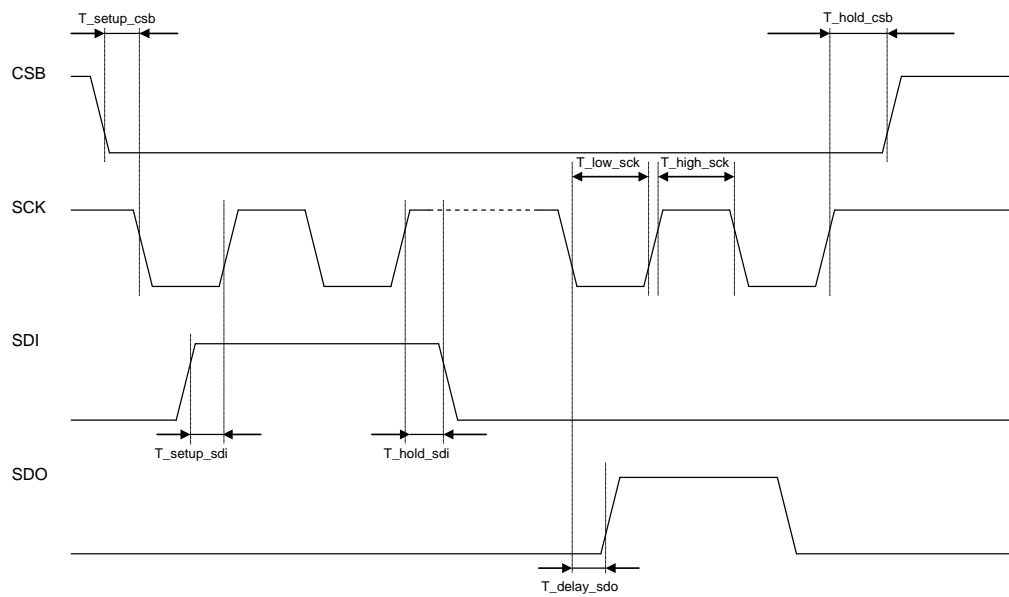 T_setup_csb
T_hold_csb
CSB
T_low_sck
T_high_sck
SCK
SDI
T_setup_sdi
T_hold_sdi
SDO
T_delay_sdo